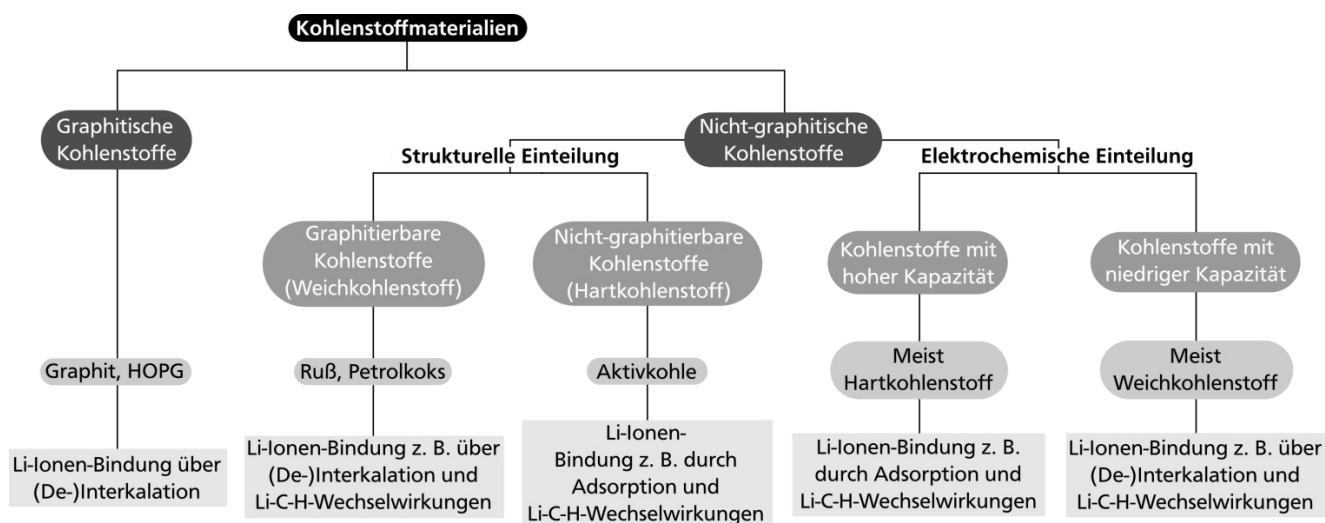 Kohlenstoffmaterialien
Graphitische
Kohlenstoffe
Nicht-graphitische
Kohlenstoffe
Strukturelle Einteilung
Elektrochemische Einteilung
Graphitierbare
Kohlenstoffe
(Weichkohlenstoff)
Nicht-graphitierbare
Kohlenstoffe
(Hartkohlenstoff)
Kohlenstoffe mit
hoher Kapazität
Kohlenstoffe mit
niedriger Kapazität
Graphit, HOPG
Ruß, Petrolkoks
Aktivkohle
Meist
Hartkohlenstoff
Meist
Weichkohlenstoff
Li-Ionen-Bindung über
(De-)Interkalation
Li-Ionen-Bindung z. B. über
(De-)Interkalation und
Li-C-H-Wechselwirkungen
Li-Ionen-
Bindung z. B. durch
Adsorption und
Li-C-H-Wechselwirkungen
Li-Ionen-Bindung z. B.
durch Adsorption und
Li-C-H-Wechselwirkungen
Li-Ionen-Bindung z. B. über
(De-)Interkalation und
Li-C-H-Wechselwirkungen